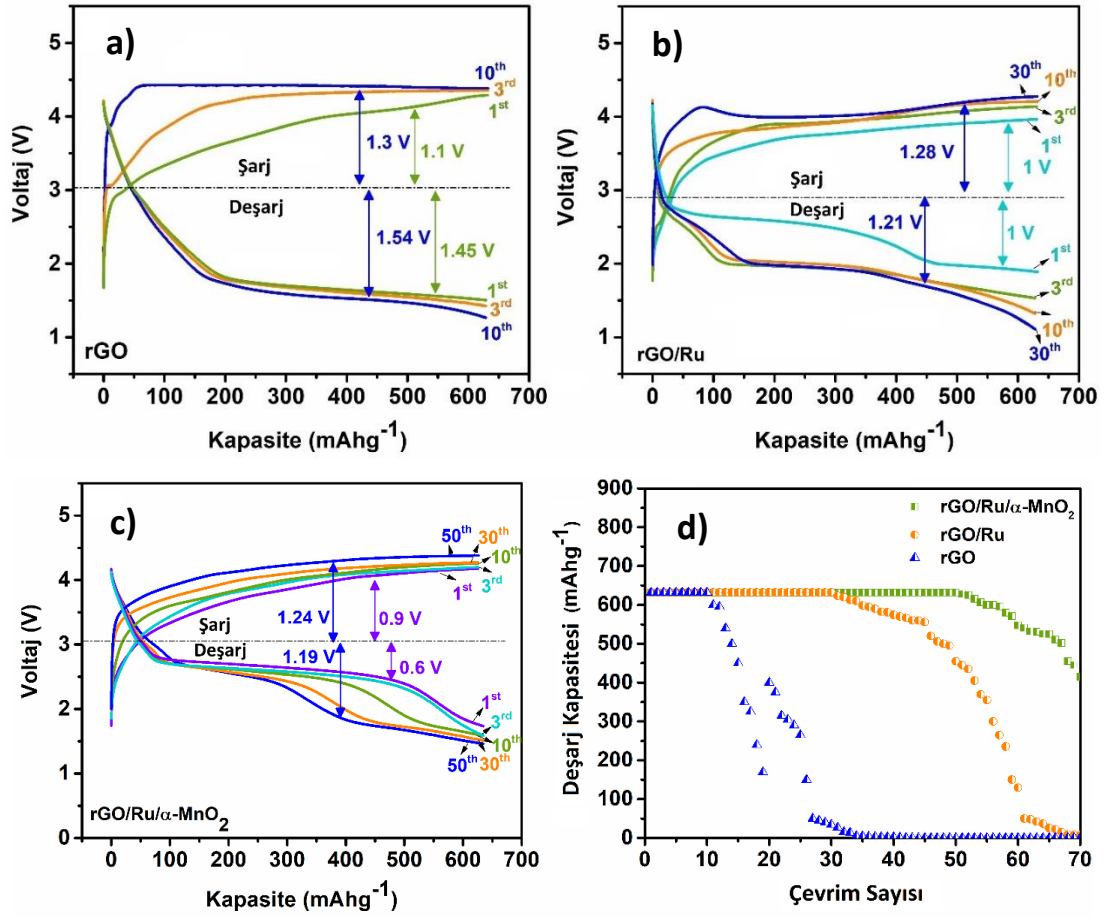 a)
Voltaj (V)
5
4
3
2
1
10th
3rd
1st
1.3 V
1.1 V
Şarj
Deşarj
1.54 V
1.45 V
1st
3rd
10th
rGO
0 100 200 300 400 500 600 700
Kapasite (mAhg-1)
b)
Voltaj (V)
5
4
3
2
1
30th
10th
3rd
1st
1.28 V
1 V
Şarj
Deşarj
1.21 V
1 V
1st
3rd
10th
30th
rGO/Ru
0 100 200 300 400 500 600 700
Kapasite (mAhg-1)
c)
Voltaj (V)
5
4
3
2
1
0
50th 30th
10th
1st 3rd
1.24 V
0.9 V
Şarj
Deşarj
1.19 V
0.6 V
1st
3rd
10th
50th 30th
rGO/Ru/α-MnO2
0 100 200 300 400 500 600 700
Kapasite (mAhg-1)
d)
Deşarj Kapasitesi (mAhg-1)
900
800
700
600
500
400
300
200
100
0
rGO/Ru/α-MnO2
rGO/Ru
rGO
0 10 20 30 40 50 60 70
Çevrim Sayısı